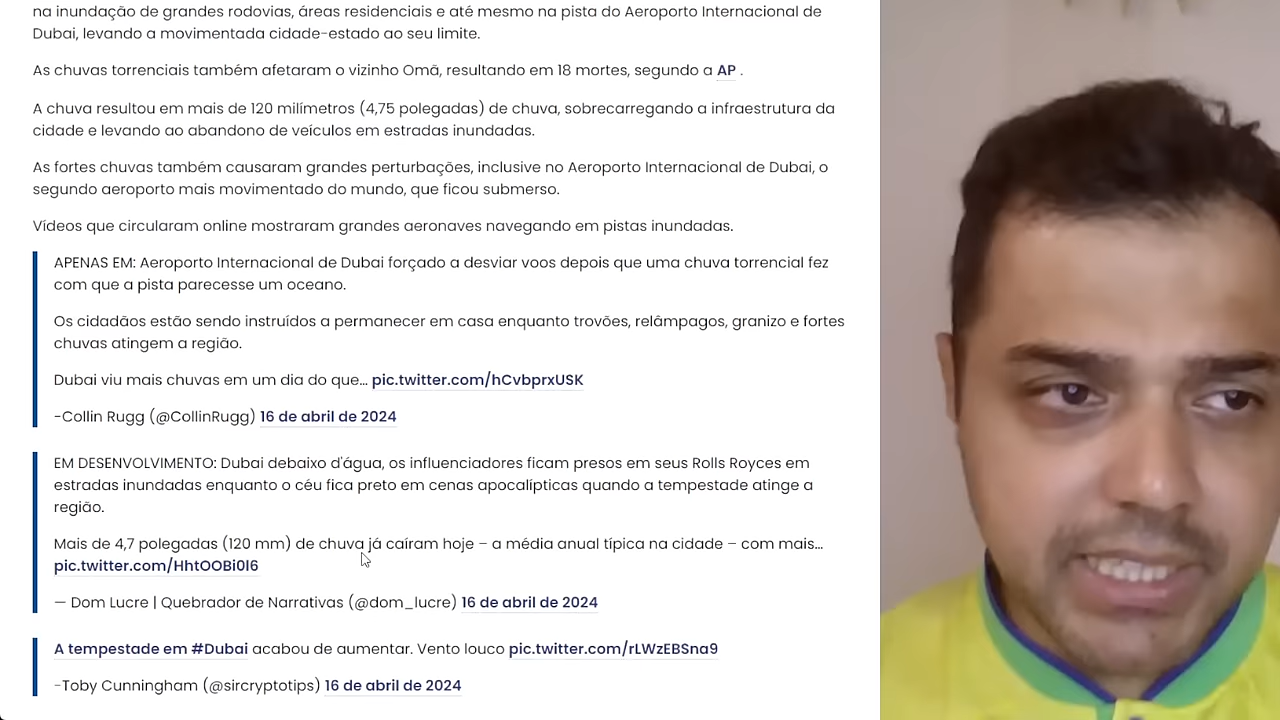 na inundação de grandes rodovias, áreas residenciais e até mesmo na pista do Aeroporto Internacional de
Dubai, levando a movimentada cidade-estado ao seu limite.
As chuvas torrenciais também afetaram o vizinho Omã, resultando em 18 mortes, segundo a AP .
A chuva resultou em mais de 120 milímetros (4,75 polegadas) de chuva, sobrecarregando a infraestrutura da
cidade e levando ao abandono de veículos em estradas inundadas.
As fortes chuvas também causaram grandes perturbações, inclusive no Aeroporto Internacional de Dubai, o
segundo aeroporto mais movimentado do mundo, que ficou submerso.
Vídeos que circularam online mostraram grandes aeronaves navegando em pistas inundadas.
APENAS EM: Aeroporto Internacional de Dubai forçado a desviar voos depois que uma chuva torrencial fez
com que a pista parecesse um oceano.
Os cidadãos estão sendo instruídos a permanecer em casa enquanto trovões, relâmpagos, granizo e fortes
chuvas atingem a região.
Dubai viu mais chuvas em um dia do que... pic.twitter.com/hCvbprxUSK
-Collin Rugg (@CollinRugg) 16 de abril de 2024
EM DESENVOLVIMENTO: Dubai debaixo d'água, os influenciadores ficam presos em seus Rolls Royces em
estradas inundadas enquanto o céu fica preto em cenas apocalípticas quando a tempestade atinge a
região.
Mais de 4,7 polegadas (120 mm) de chuva já caíram hoje – a média anual típica na cidade – com mais...
pic.twitter.com/HhtOOBi0l6
— Dom Lucre | Quebrador de Narrativas (@dom_lucre) 16 de abril de 2024
A tempestade em #Dubai acabou de aumentar. Vento louco pic.twitter.com/rLWzEBSna9
-Toby Cunningham (@sircryptotips) 16 de abril de 2024